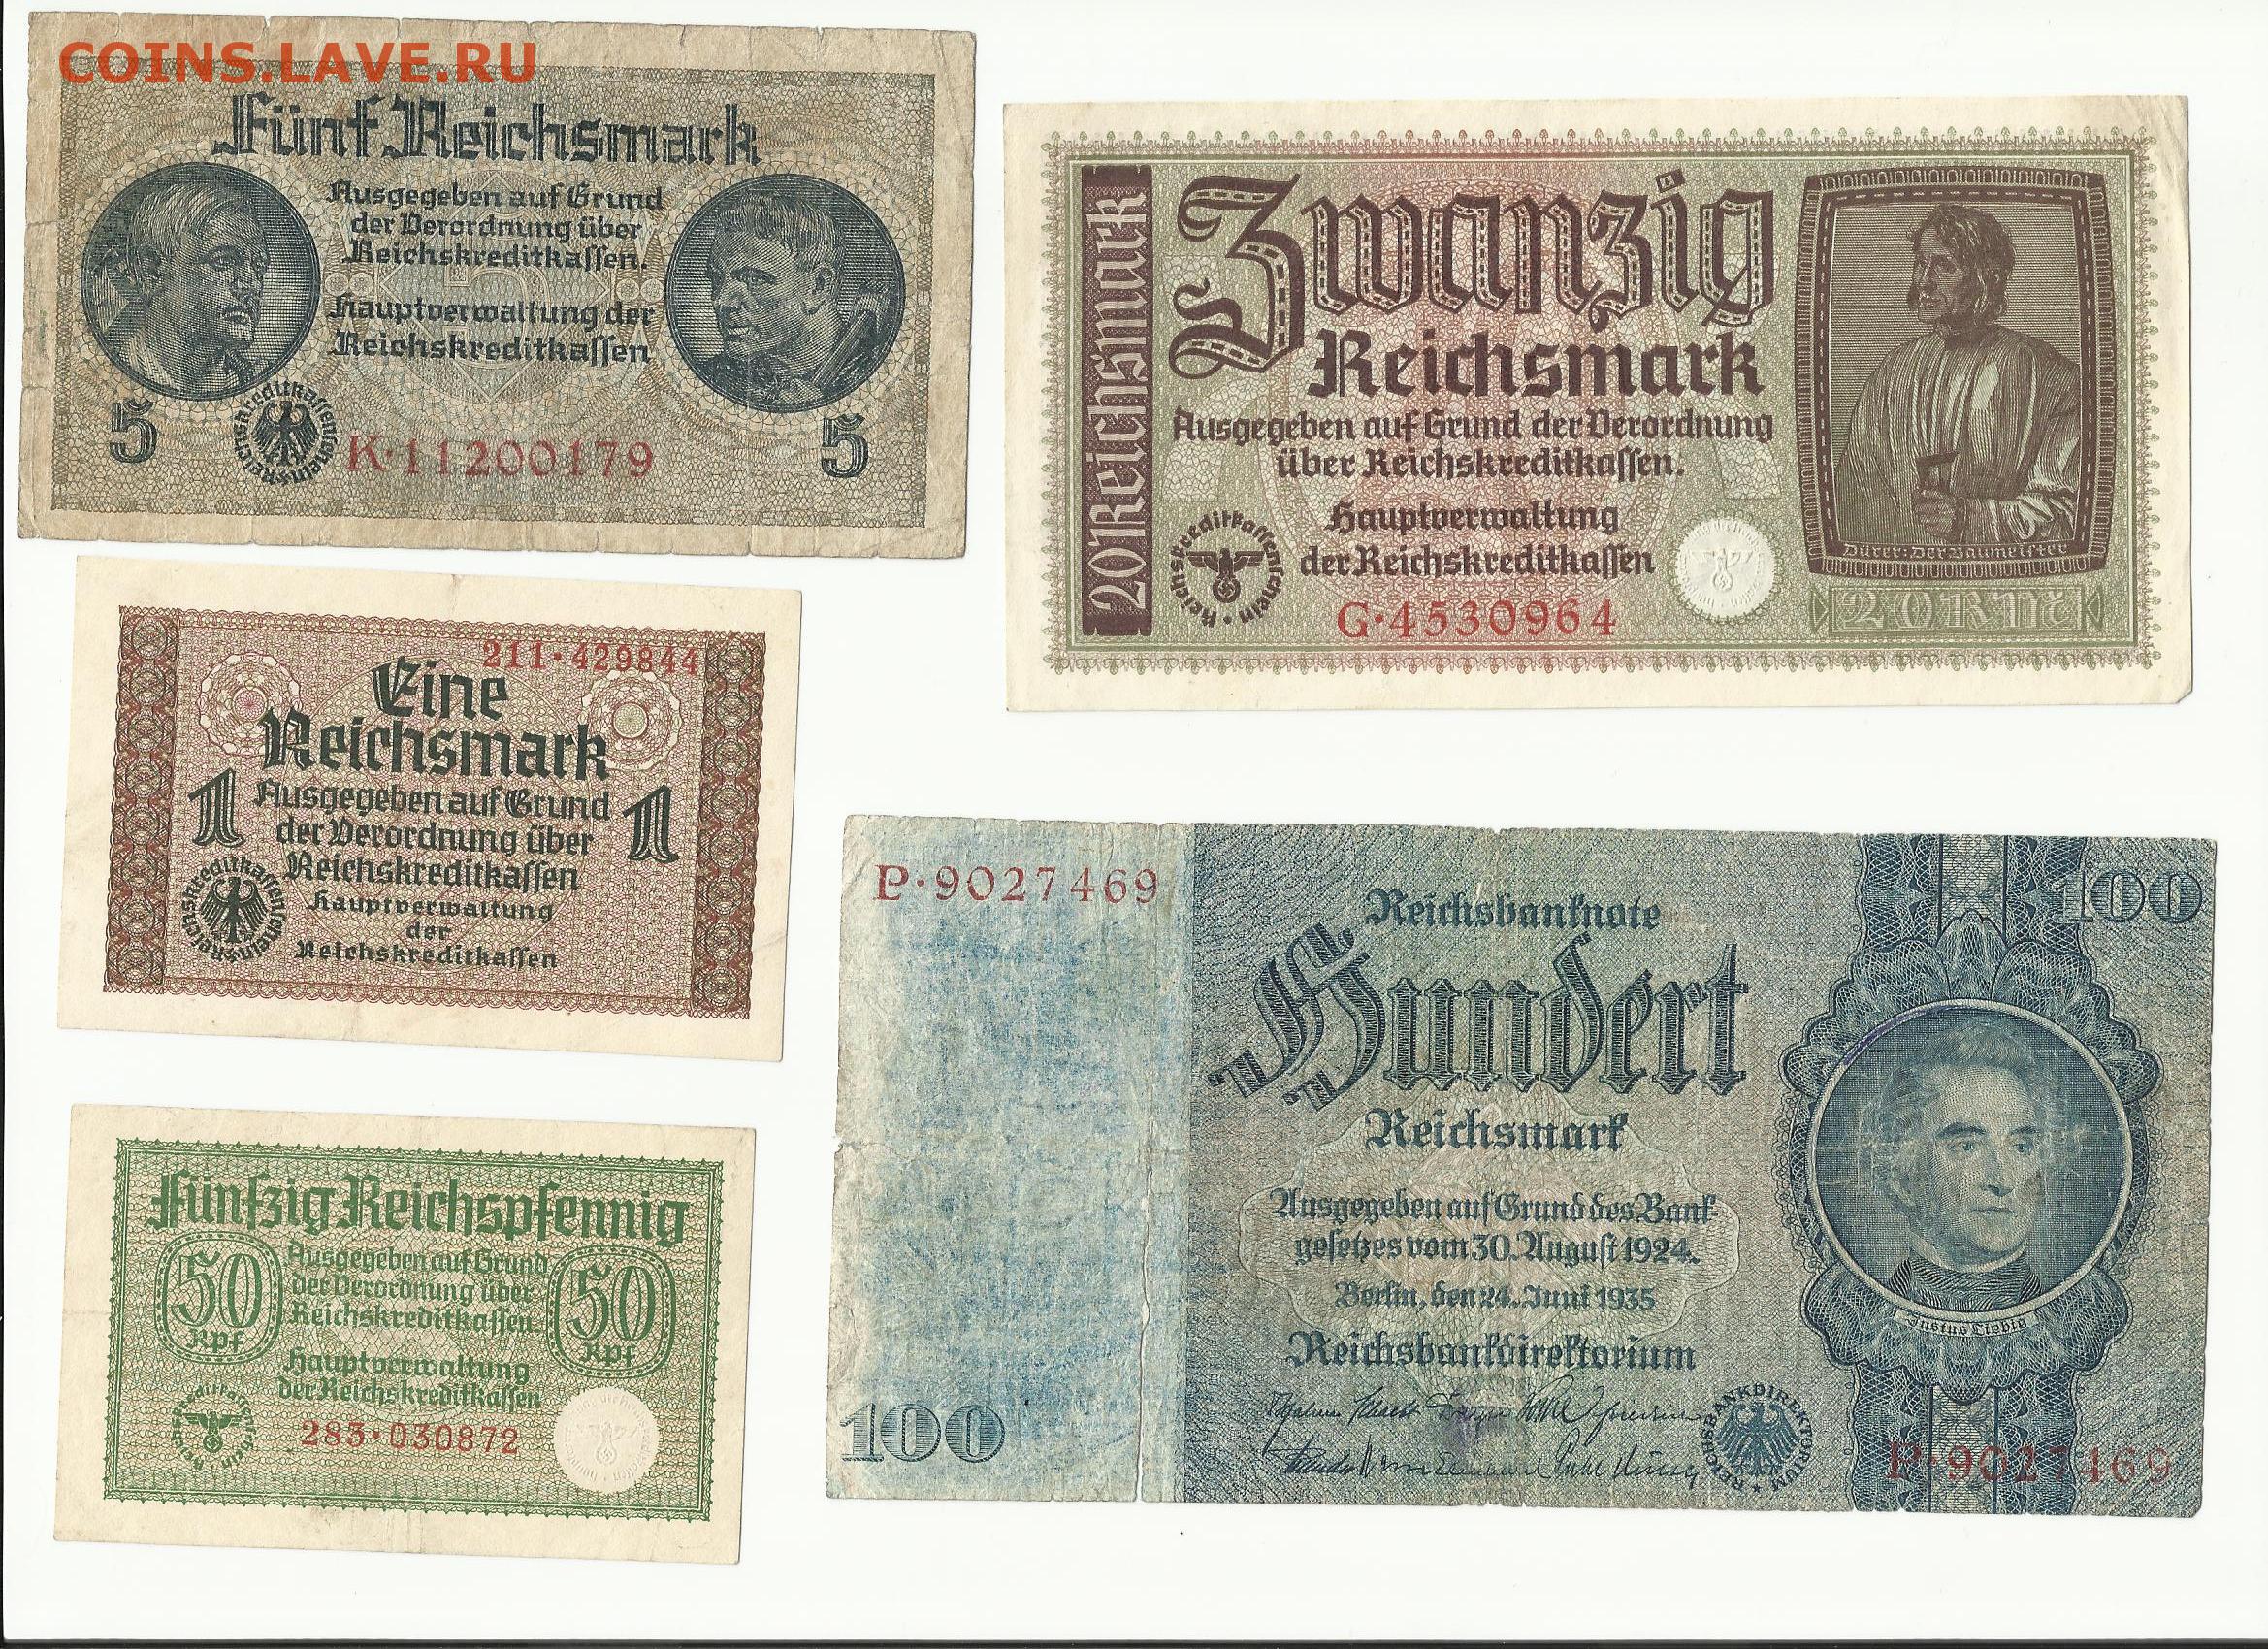 COINS.LAVE.RU
Fünf Reichsmark
Ausgegeben auf Grund
der Verordnung über
Reichskreditkassen.
Hauptverwaltung der
Reichskreditkassen
5
Reichskreditkassenschein
K·11200179
5
20 Reichsmark
Zwanzig
Reichsmark
Ausgegeben auf Grund der Verordnung
über Reichskreditkassen.
Hauptverwaltung
der Reichskreditkassen
Reichskreditkassenschein
G·4530964
Dürer: Der Baumeister
20 RM
211·429844
Eine
Reichsmark
1
Ausgegeben auf Grund
der Verordnung über
Reichskreditkassen
1
Hauptverwaltung
der
Reichskreditkassen
Reichskreditkassenschein
Fünfzig Reichspfennig
50
Rpf
Ausgegeben auf Grund
der Verordnung über
Reichskreditkassen.
50
Rpf
Hauptverwaltung
der Reichskreditkassen
Reichskreditkassenschein
283·030872
P·9027469
100
Reichsbanknote
Hundert
Reichsmark
Ausgegeben auf Grund des Bank-
gesetzes vom 30. August 1924.
Berlin, den 24. Juni 1935
Reichsbankdirektorium
100
Justus Liebig
REICHSBANKDIREKTORIUM
P·9027469